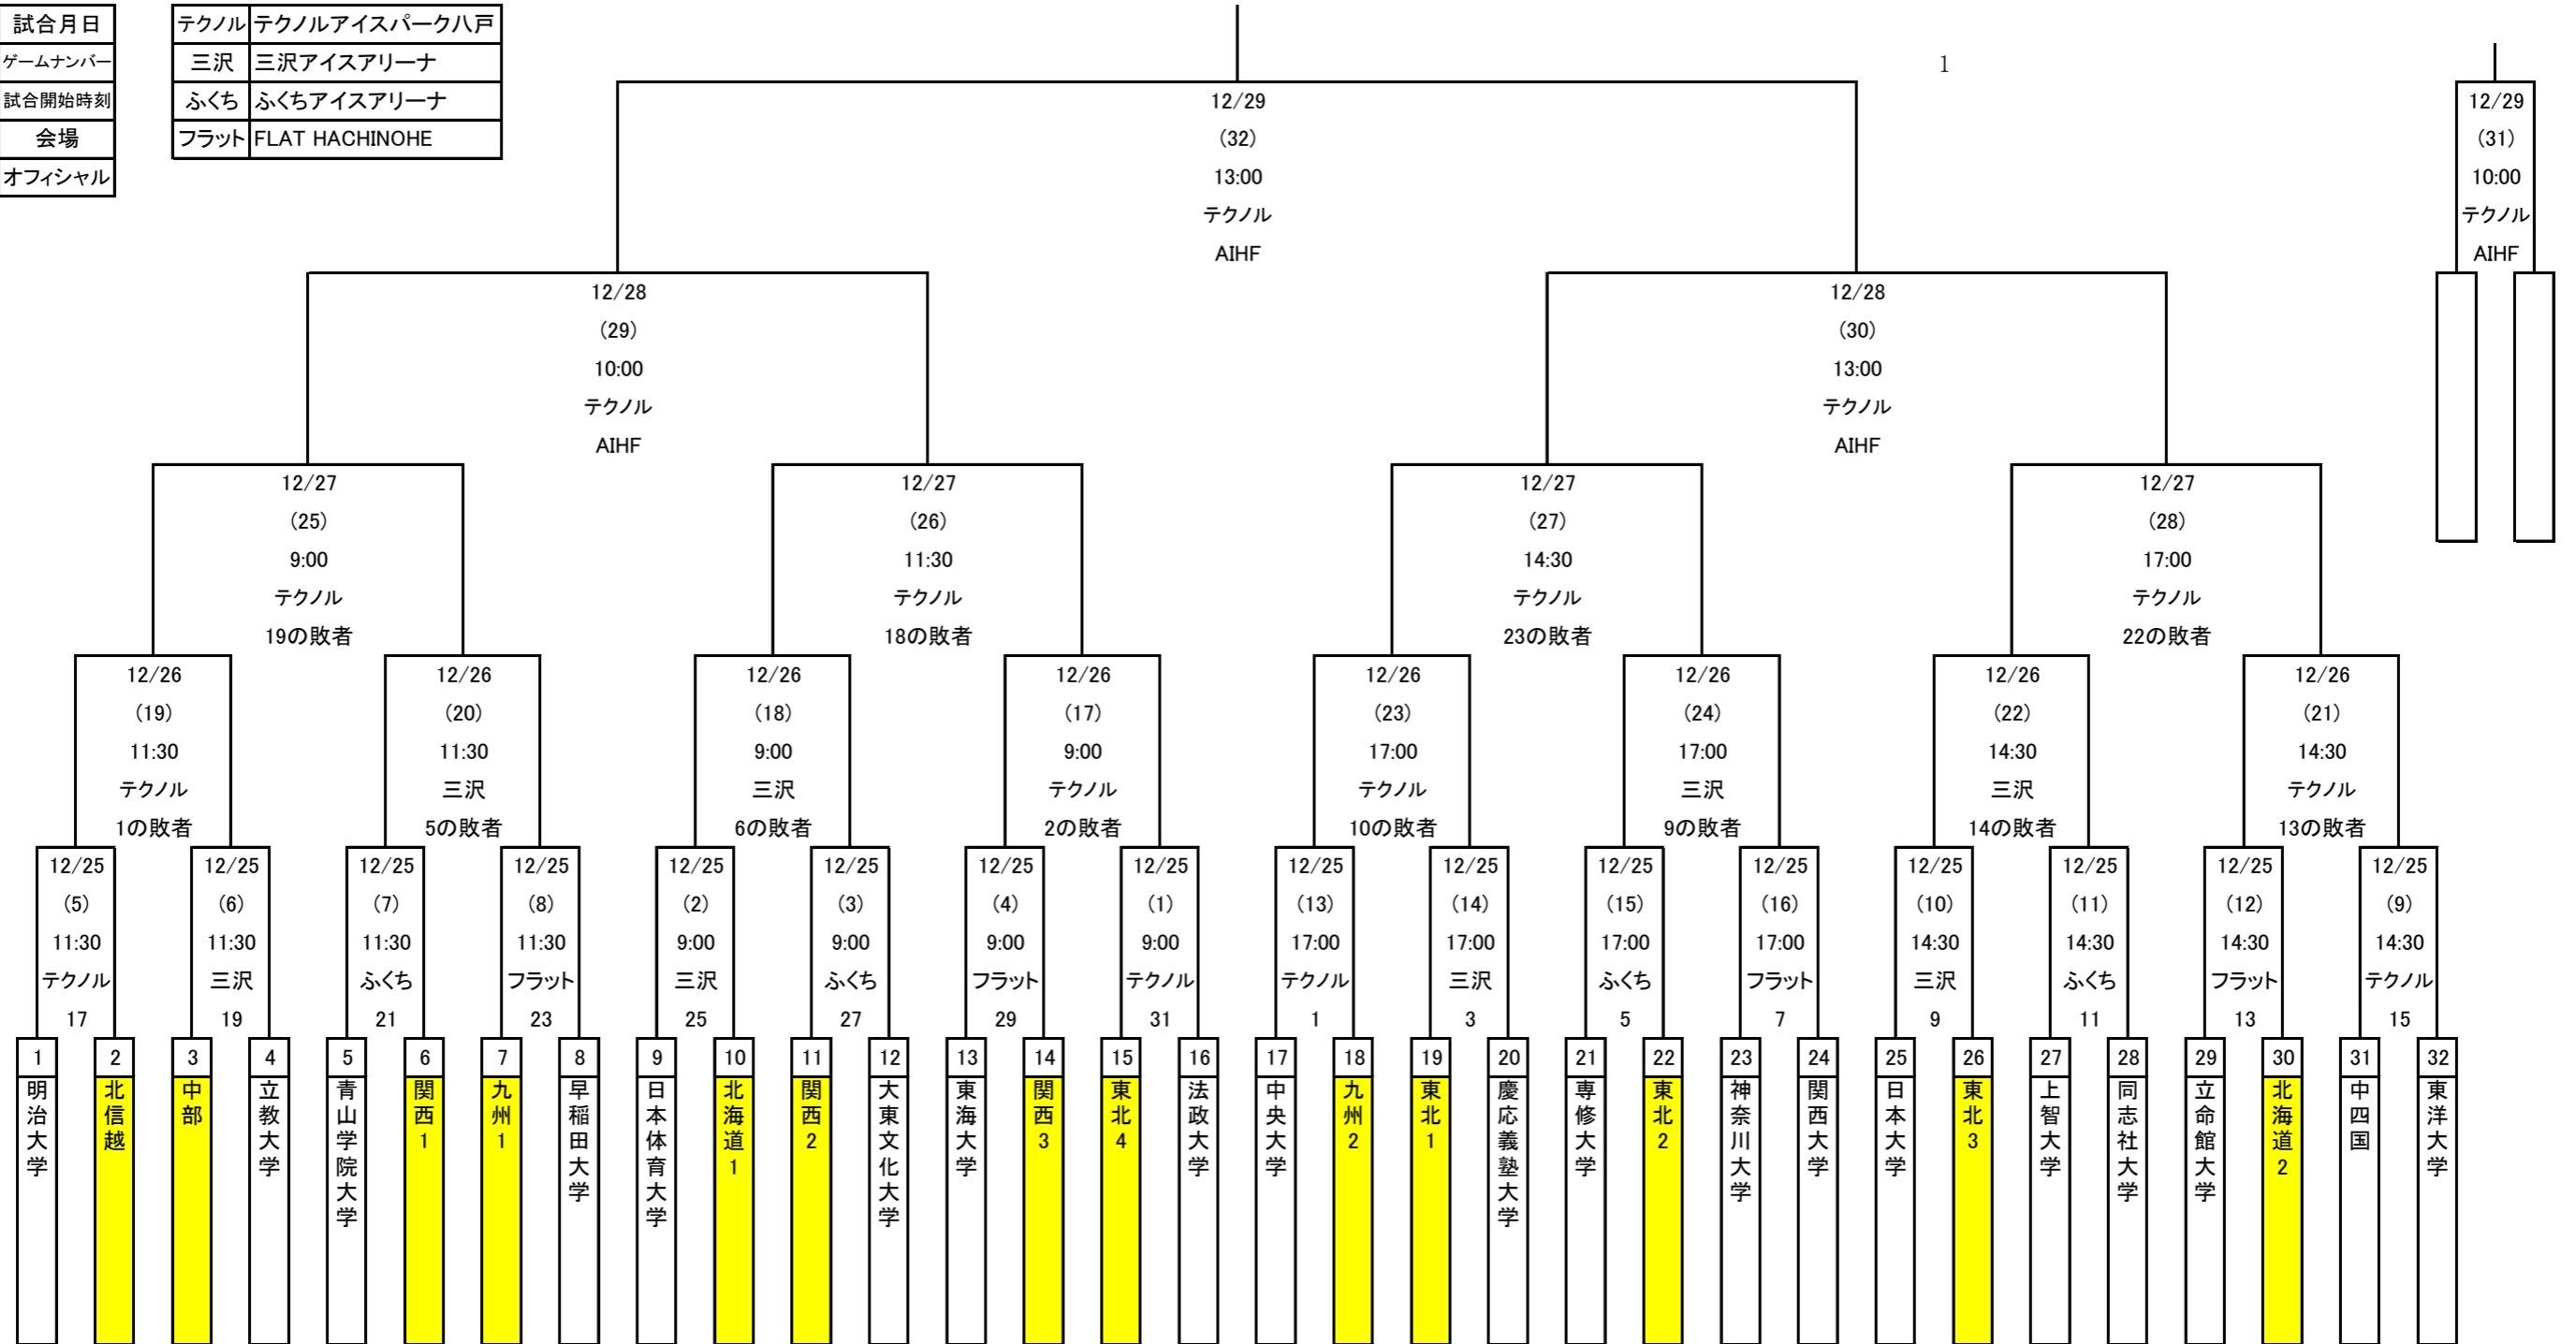 試合月日
ゲームナンバー
試合開始時刻
会場
オフィシャル
テクノル テクノルアイスパーク八戸
三沢 三沢アイスアリーナ
ふくち ふくちアイスアリーナ
フラット FLAT HACHINOHE
1
12/29
(32)
13:00
テクノル
AIHF
12/29
(31)
10:00
テクノル
AIHF
12/28
(29)
10:00
テクノル
AIHF
12/28
(30)
13:00
テクノル
AIHF
12/27
(25)
9:00
テクノル
19の敗者
12/27
(26)
11:30
テクノル
18の敗者
12/27
(27)
14:30
テクノル
23の敗者
12/27
(28)
17:00
テクノル
22の敗者
12/26
(19)
11:30
テクノル
1の敗者
12/26
(20)
11:30
三沢
5の敗者
12/26
(18)
9:00
三沢
6の敗者
12/26
(17)
9:00
テクノル
2の敗者
12/26
(23)
17:00
テクノル
10の敗者
12/26
(24)
17:00
三沢
9の敗者
12/26
(22)
14:30
三沢
14の敗者
12/26
(21)
14:30
テクノル
13の敗者
12/25
(5)
11:30
テクノル
17
12/25
(6)
11:30
三沢
19
12/25
(7)
11:30
ふくち
21
12/25
(8)
11:30
フラット
23
12/25
(2)
9:00
三沢
25
12/25
(3)
9:00
ふくち
27
12/25
(4)
9:00
フラット
29
12/25
(1)
9:00
テクノル
31
12/25
(13)
17:00
テクノル
1
12/25
(14)
17:00
三沢
3
12/25
(15)
17:00
ふくち
5
12/25
(16)
17:00
フラット
7
12/25
(10)
14:30
三沢
9
12/25
(11)
14:30
ふくち
11
12/25
(12)
14:30
フラット
13
12/25
(9)
14:30
テクノル
15
1
明治大学
2
北信越
3
中部
4
立教大学
5
青山学院大学
6
関西1
7
九州1
8
早稲田大学
9
日本体育大学
10
北海道1
11
関西2
12
大東文化大学
13
東海大学
14
関西3
15
東北4
16
法政大学
17
中央大学
18
九州2
19
東北1
20
慶応義塾大学
21
専修大学
22
東北2
23
神奈川大学
24
関西大学
25
日本大学
26
東北3
27
上智大学
28
同志社大学
29
立命館大学
30
北海道2
31
中四国
32
東洋大学